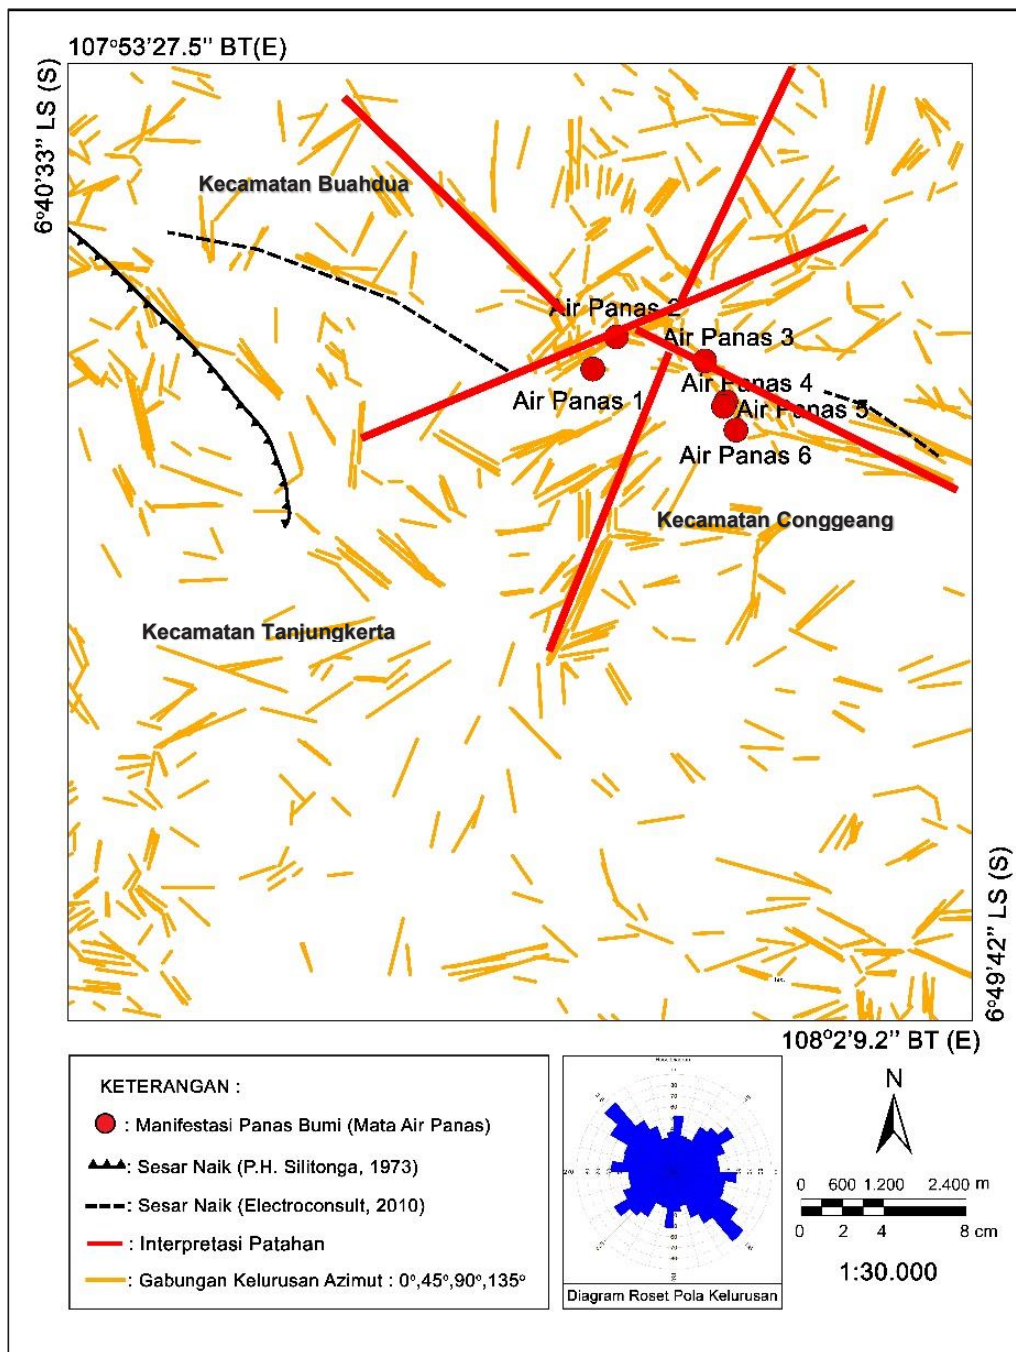 107°53'27.5" BT(E)
6°40'33" LS (S)
Kecamatan Buahdua
Air Panas 2
Air Panas 3
Air Panas 4
Air Panas 1
Air Panas 5
Air Panas 6
Kecamatan Conggeang
Kecamatan Tanjungkerta
6°49'42" LS (S)
108°2'9.2" BT (E)
KETERANGAN :
: Manifestasi Panas Bumi (Mata Air Panas)
: Sesar Naik (P.H. Silitonga, 1973)
: Sesar Naik (Electroconsult, 2010)
: Interpretasi Patahan
: Gabungan Kelurusan Azimut : 0°,45°,90°,135°
270
Diagram Roset Pola Kelurusan
N
0 600 1.200 2.400 m
0 2 4 8 cm
1:30.000